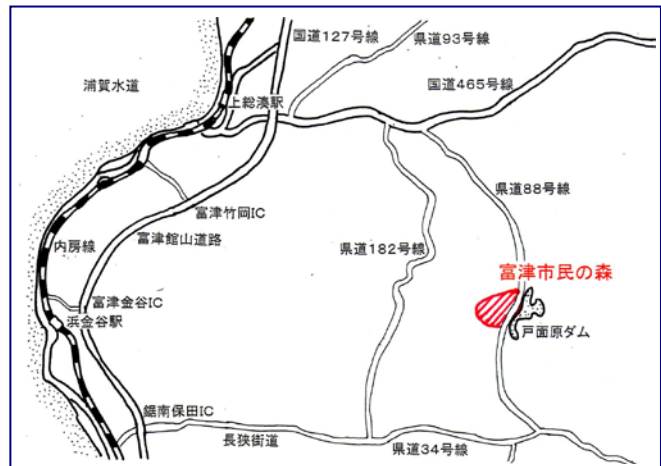 国道127号線
県道93号線
浦賀水道
国道465号線
上総湊駅
県道88号線
富津竹岡IC
富津館山道路
内房線
県道182号線
富津市民の森
富津金谷IC
浜金谷駅
戸面原ダム
鋸南保田IC
長狭街道
県道34号線